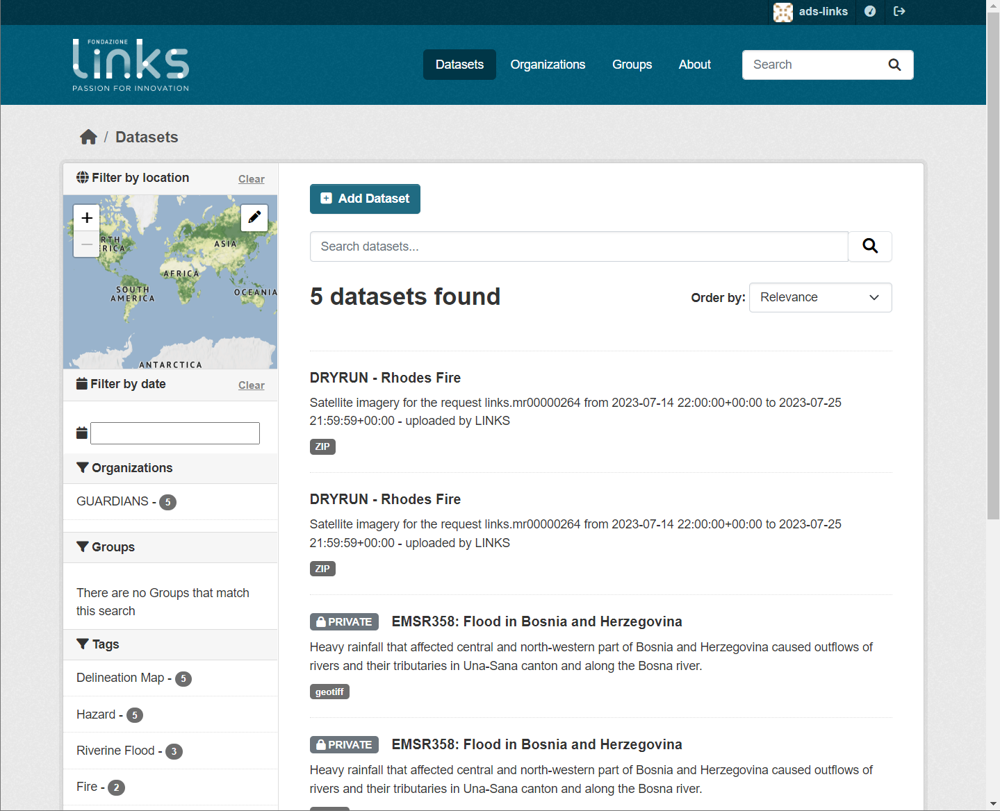 ads-links
FONDAZIONE
links
PASSION FOR INNOVATION
Datasets
Organizations
Groups
About
Search
/ Datasets
Filter by location
Clear
+
−
RTH
ERICA
ASIA
AFRICA
SOUTH
AMERICA
OCEANIA
ANTARCTICA
Filter by date
Clear
Organizations
GUARDIANS - 5
Groups
There are no Groups that match
this search
Tags
Delineation Map - 5
Hazard - 5
Riverine Flood - 3
Fire - 2
Add Dataset
Search datasets...
5 datasets found
Order by: Relevance
DRYRUN - Rhodes Fire
Satellite imagery for the request links.mr00000264 from 2023-07-14 22:00:00+00:00 to 2023-07-25
21:59:59+00:00 - uploaded by LINKS
ZIP
DRYRUN - Rhodes Fire
Satellite imagery for the request links.mr00000264 from 2023-07-14 22:00:00+00:00 to 2023-07-25
21:59:59+00:00 - uploaded by LINKS
ZIP
PRIVATE EMSR358: Flood in Bosnia and Herzegovina
Heavy rainfall that affected central and north-western part of Bosnia and Herzegovina caused outflows of
rivers and their tributaries in Una-Sana canton and along the Bosna river.
geotiff
PRIVATE EMSR358: Flood in Bosnia and Herzegovina
Heavy rainfall that affected central and north-western part of Bosnia and Herzegovina caused outflows of
rivers and their tributaries in Una-Sana canton and along the Bosna river.